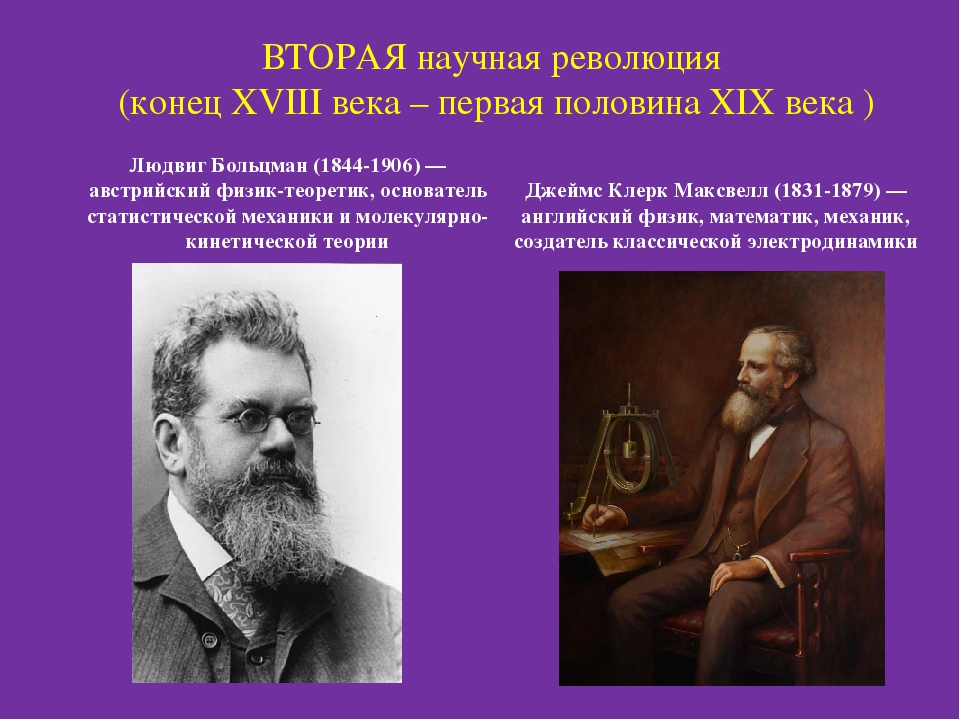 ВТОРАЯ научная революция
(конец XVIII века – первая половина XIX века )
Людвиг Больцман (1844-1906) —
австрийский физик-теоретик, основатель
статистической механики и молекулярно-
кинетической теории
Джеймс Клерк Максвелл (1831-1879) —
английский физик, математик, механик,
создатель классической электродинамики